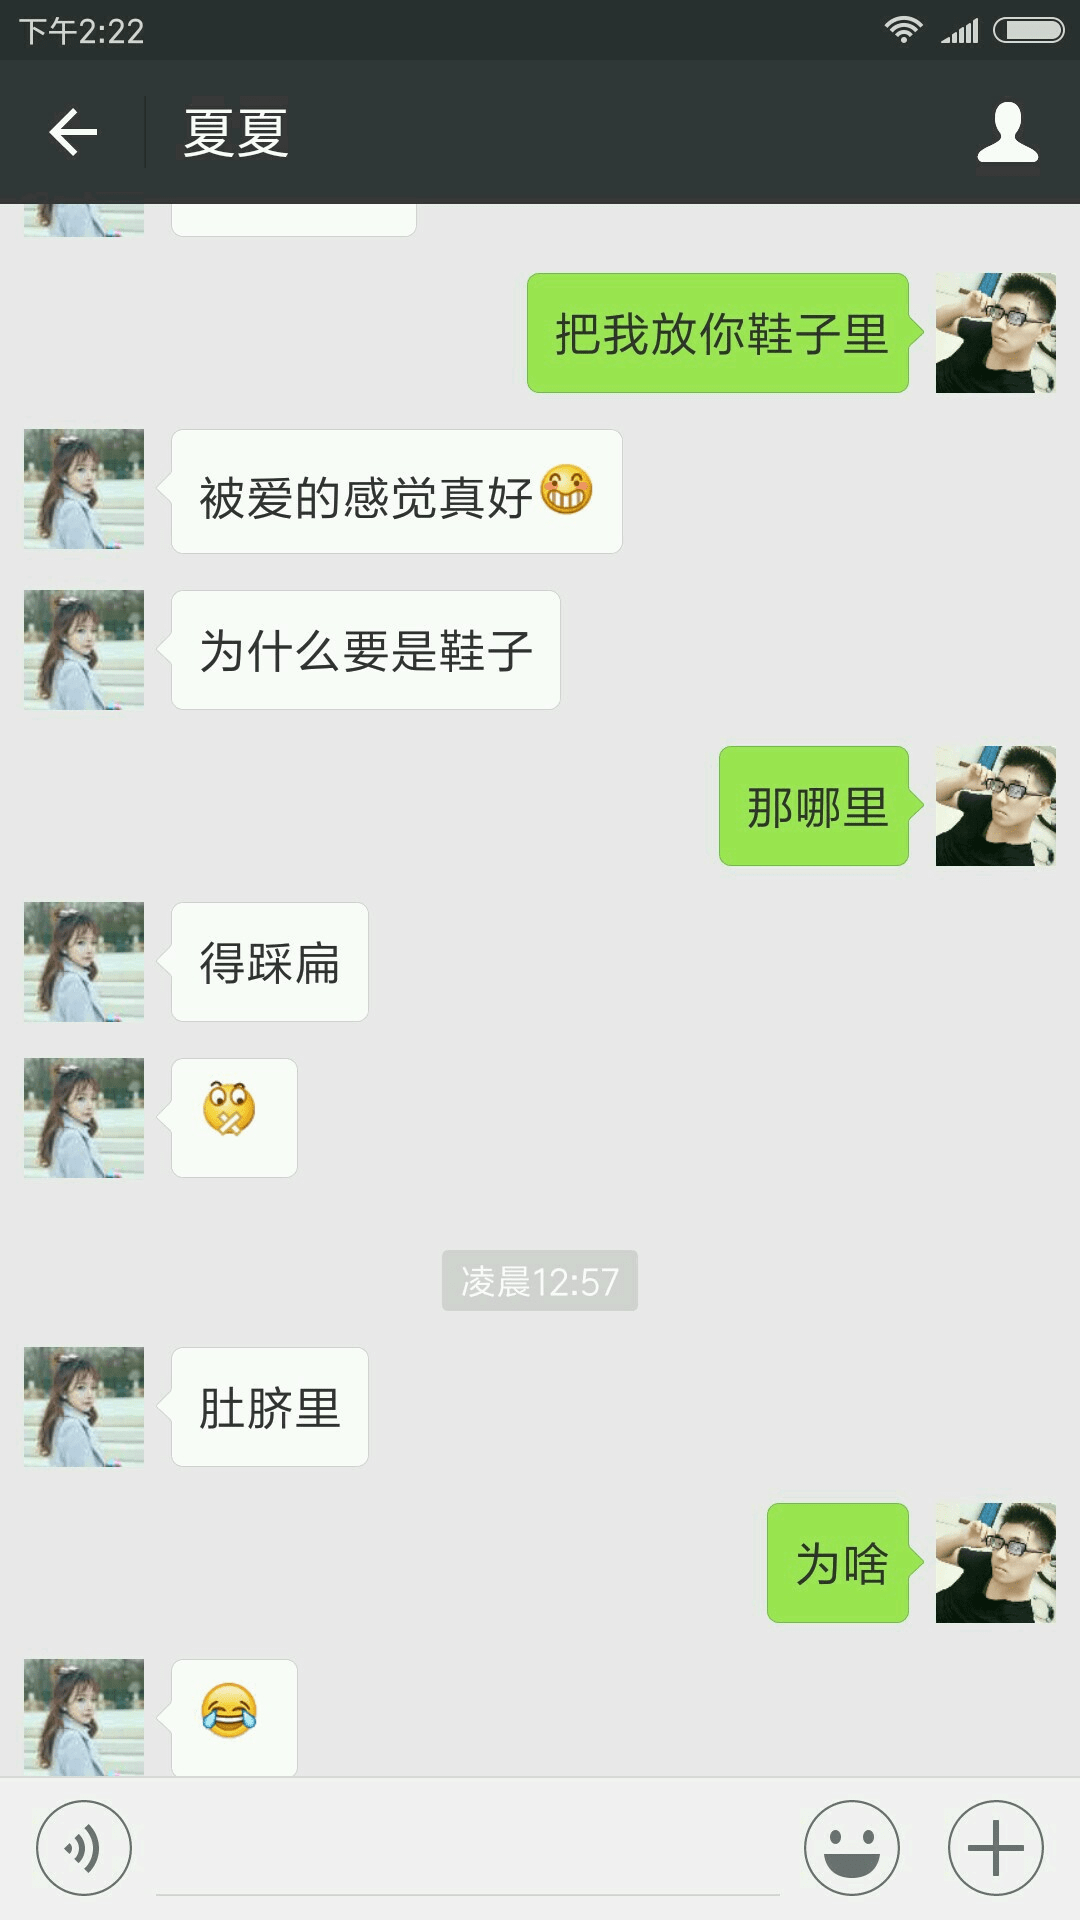 下午2:22
夏夏
把我放你鞋子里
被爱的感觉真好😁
为什么要是鞋子
那哪里
得踩扁
凌晨12:57
肚脐里
为啥
😂